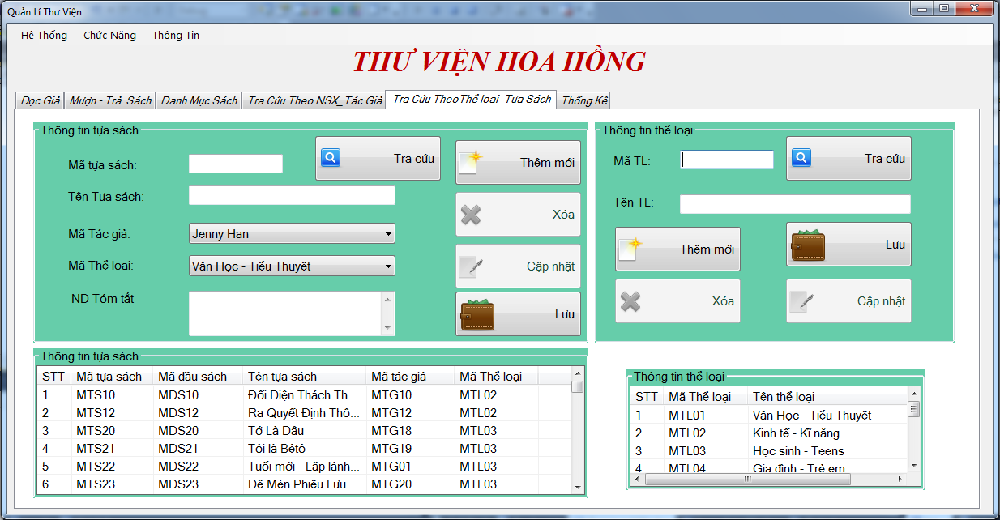 Quản Lí Thư Viện
Hệ Thống Chức Năng Thông Tin
THƯ VIỆN HOA HỒNG
Đọc Giả Mượn - Trả Sách Danh Mục Sách Tra Cứu Theo NSX_Tác Giả Tra Cứu TheoThể loại_Tựa Sách Thống Kê
Thông tin tựa sách
Mã tựa sách: Tra cứu Thêm mới
Tên Tựa sách:
Xóa
Mã Tác giả: Jenny Han
Mã Thể loại: Văn Học - Tiểu Thuyết Cập nhật
ND Tóm tắt
Lưu
Thông tin thể loại
Mã TL: Tra cứu
Tên TL:
Thêm mới Lưu
Xóa Cập nhật
Thông tin tựa sách
STT Mã tựa sách Mã đầu sách Tên tựa sách Mã tác giả Mã Thể loại
1 MTS10 MDS10 Đối Diện Thách Th... MTG10 MTL02
2 MTS12 MDS12 Ra Quyết Định Thô... MTG12 MTL02
3 MTS20 MDS20 Tớ Là Dâu MTG18 MTL03
4 MTS21 MDS21 Tôi là Bêtô MTG19 MTL03
5 MTS22 MDS22 Tuổi mới - Lấp lánh... MTG01 MTL03
6 MTS23 MDS23 Dế Mèn Phiêu Lưu ... MTG20 MTL03
Thông tin thể loại
STT Mã Thể loại Tên thể loại
1 MTL01 Văn Học - Tiểu Thuyết
2 MTL02 Kinh tế - Kĩ năng
3 MTL03 Học sinh - Teens
4 MTL04 Gia đình - Trẻ em